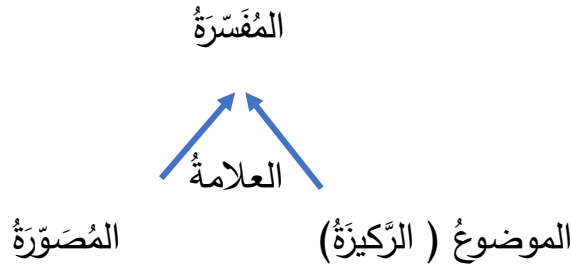 المُفَسّرَةُ
العلامةُ
الموضوعُ ( الرَّكيزَةُ) المُصَوّرَةُ